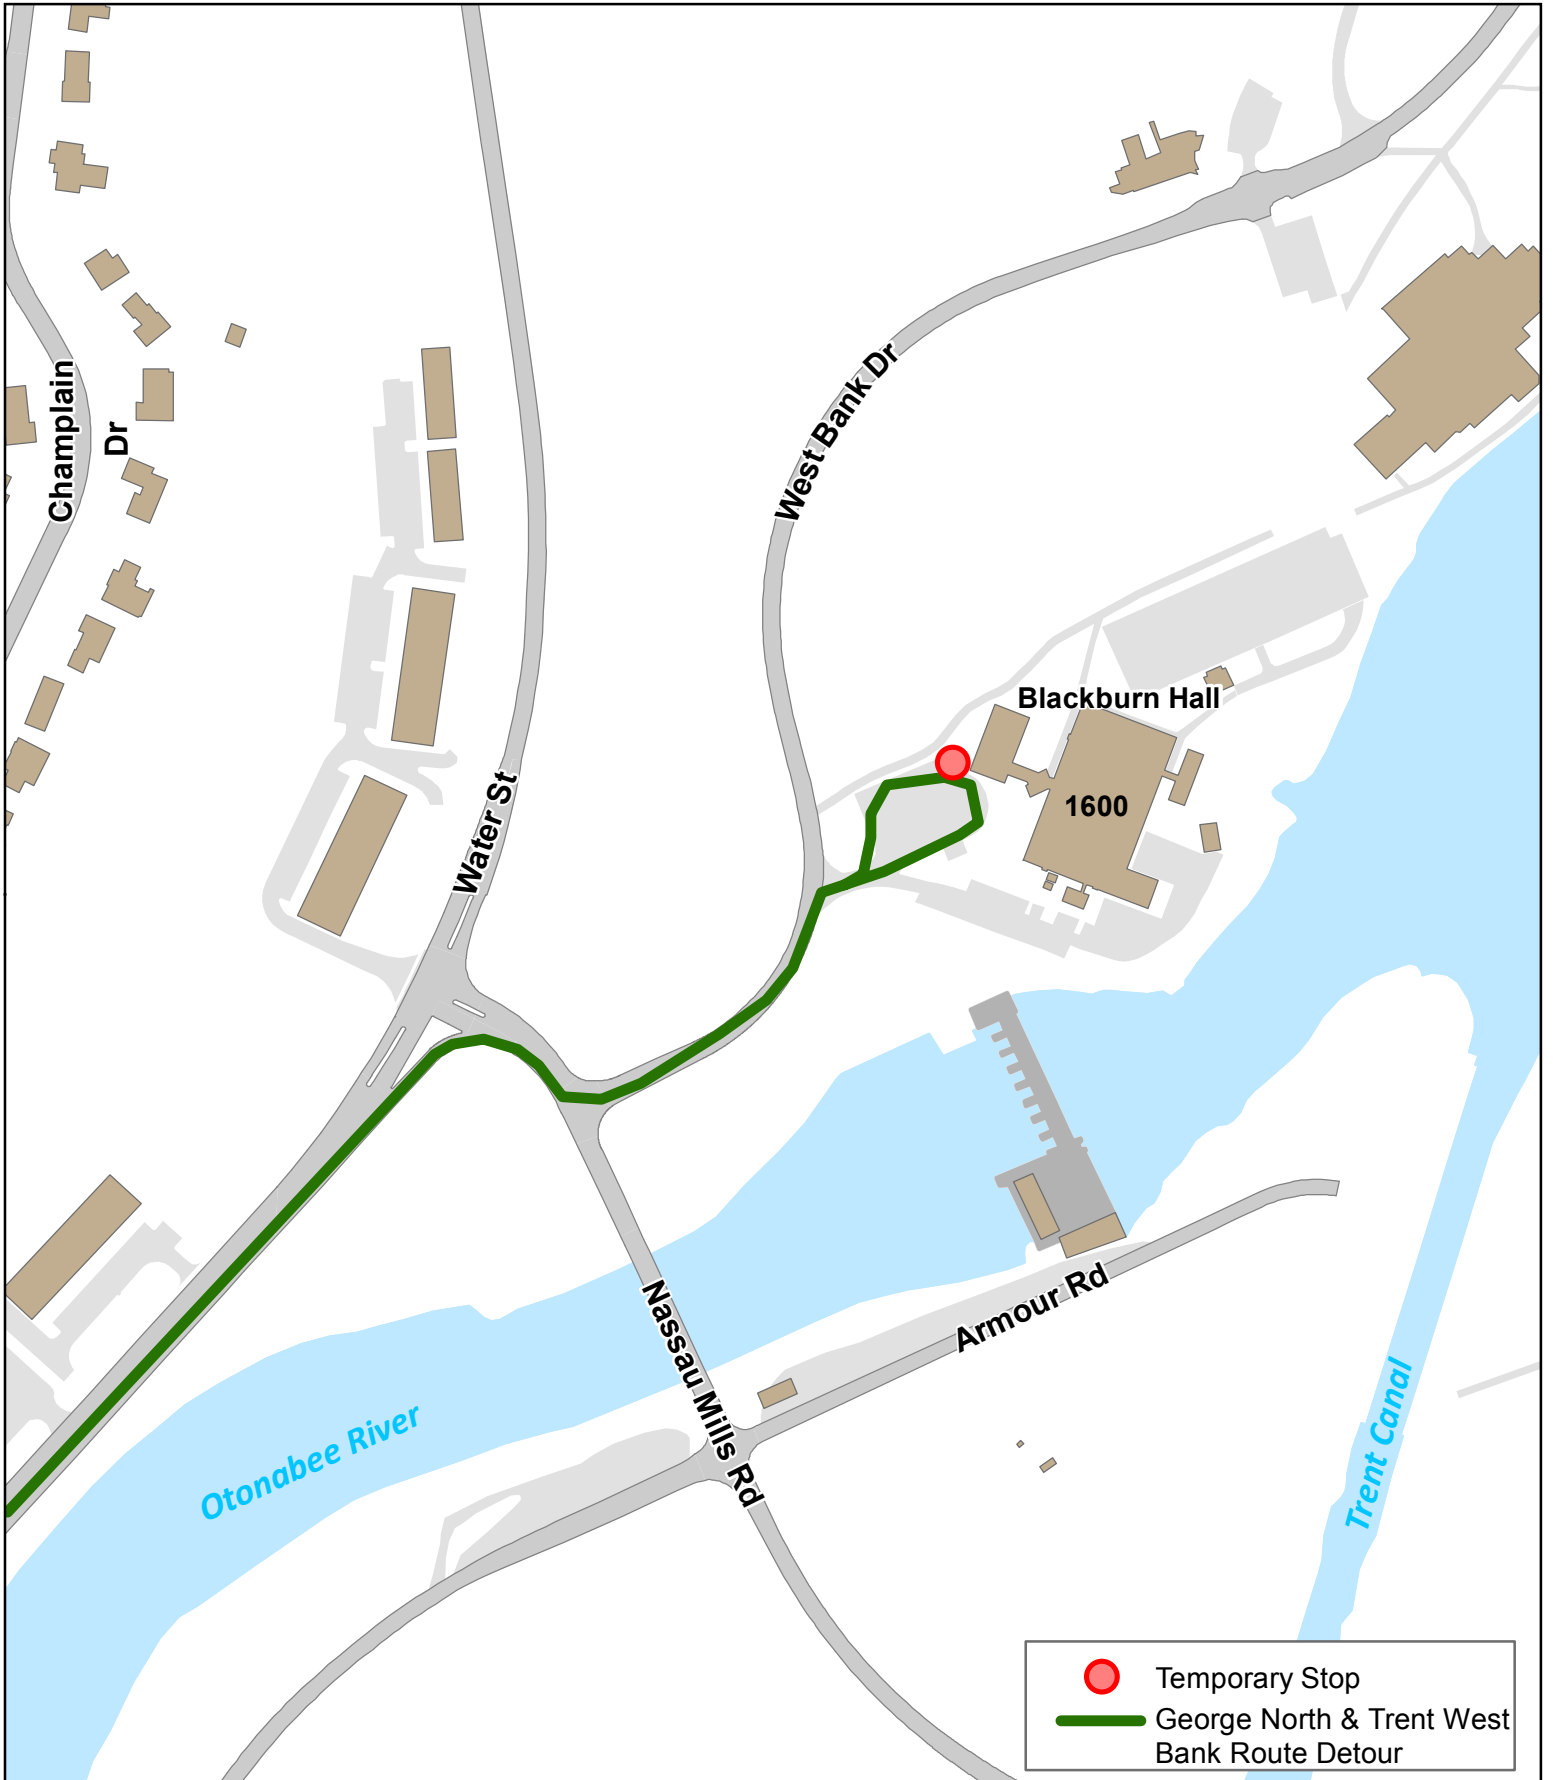 Champlain
Dr
West Bank Dr
Blackburn Hall
1600
Water St
Nassau Mills Rd
Armour Rd
Otonabee River
Trent Canal
Temporary Stop
George North & Trent West
Bank Route Detour